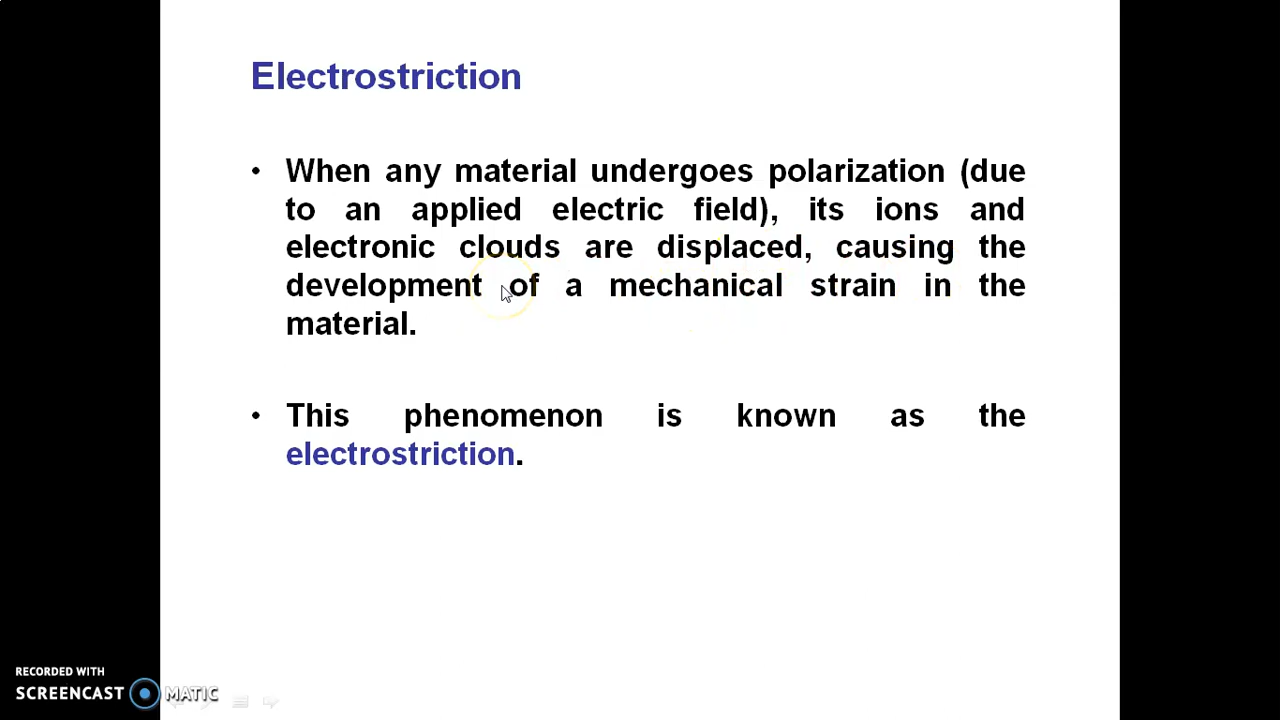 Electrostriction
• When any material undergoes polarization (due
to an applied electric field), its ions and
electronic clouds are displaced, causing the
development of a mechanical strain in the
material.
• This phenomenon is known as the
electrostriction.
RECORDED WITH
SCREENCAST MATIC